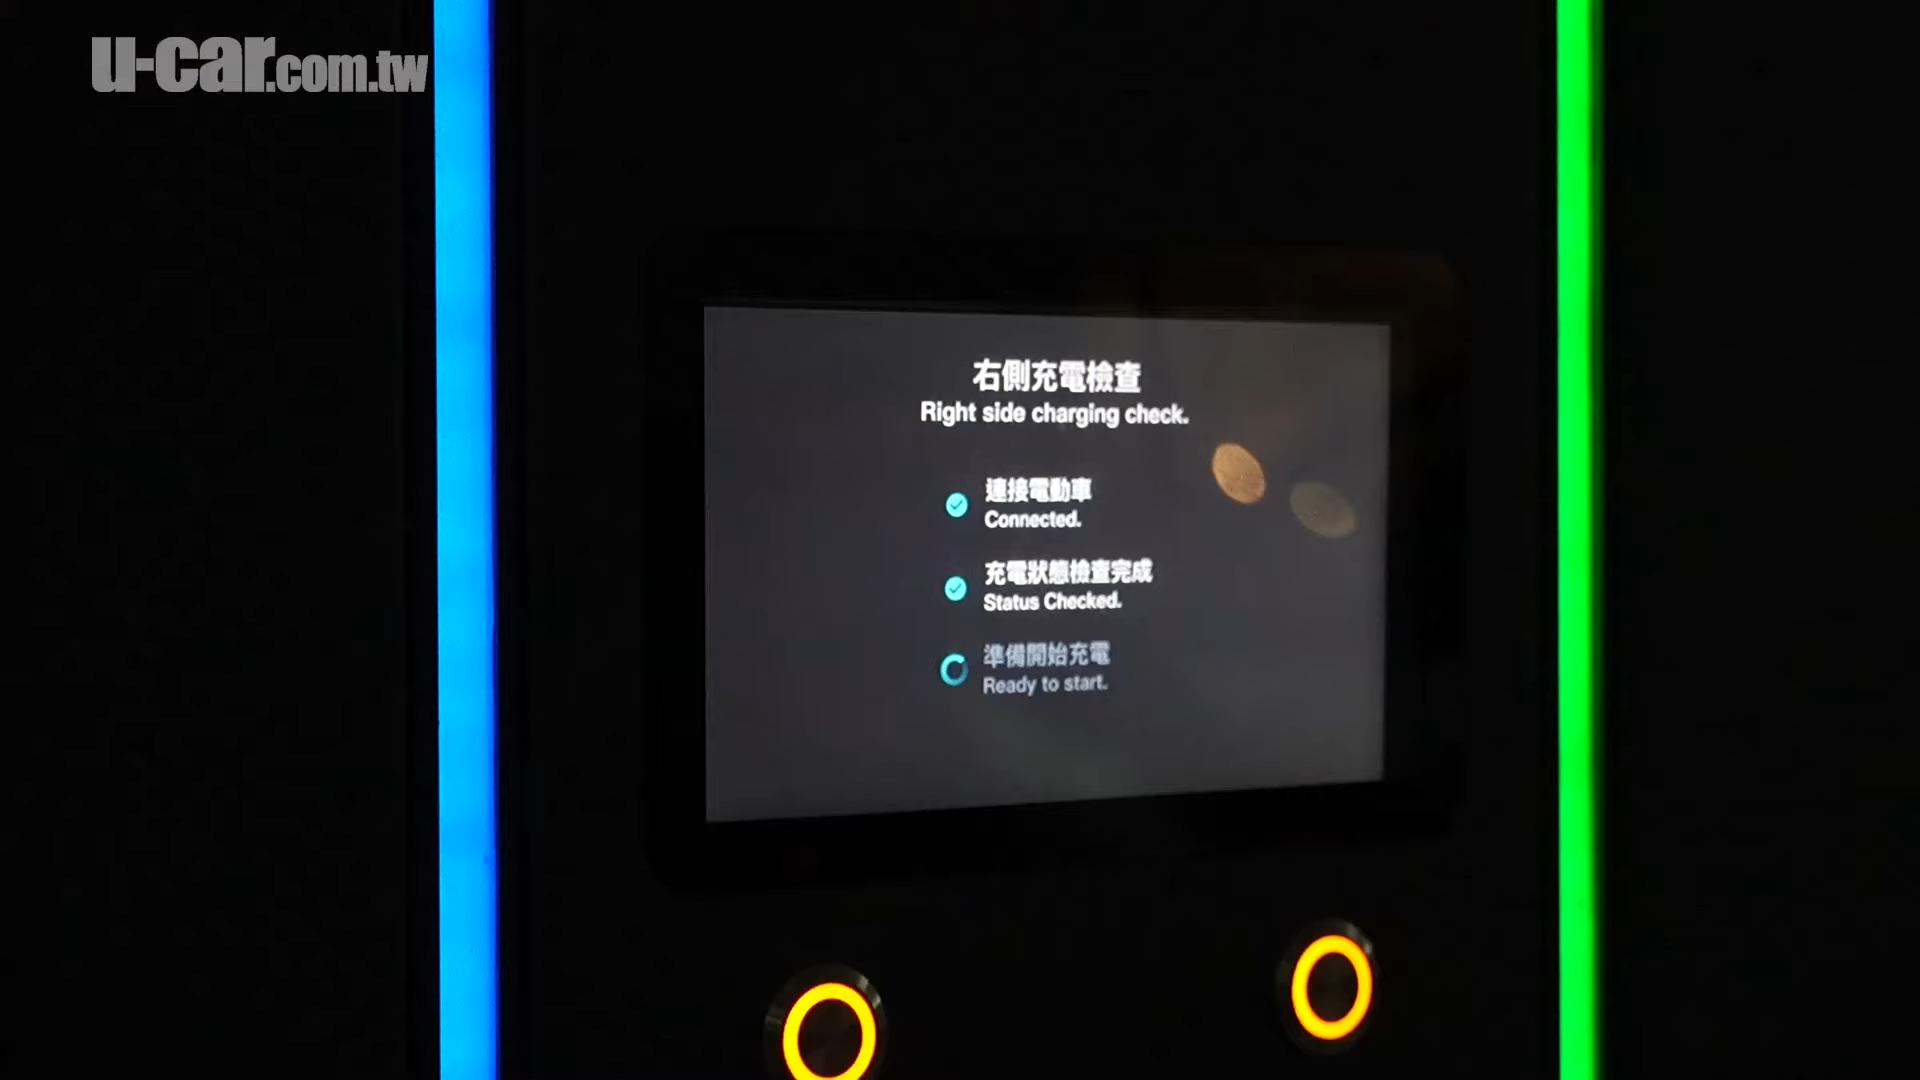 u-car.com.tw
右側充電檢查
Right side charging check.
連接電動車
Connected.
充電狀態檢查完成
Status Checked.
準備開始充電
Ready to start.